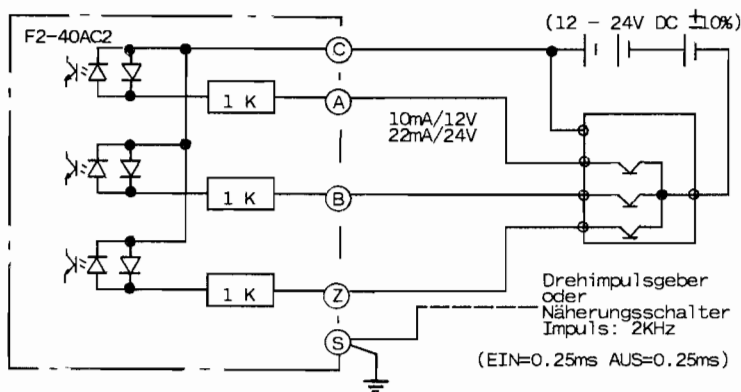 F2-40AC2
(12 - 24V DC ±10%)
C
1 K
A
10mA/12V
22mA/24V
1 K
B
1 K
Z
S
Drehimpulsgeber
oder
Näherungsschalter
Impuls: 2KHz
(EIN=0.25ms AUS=0.25ms)